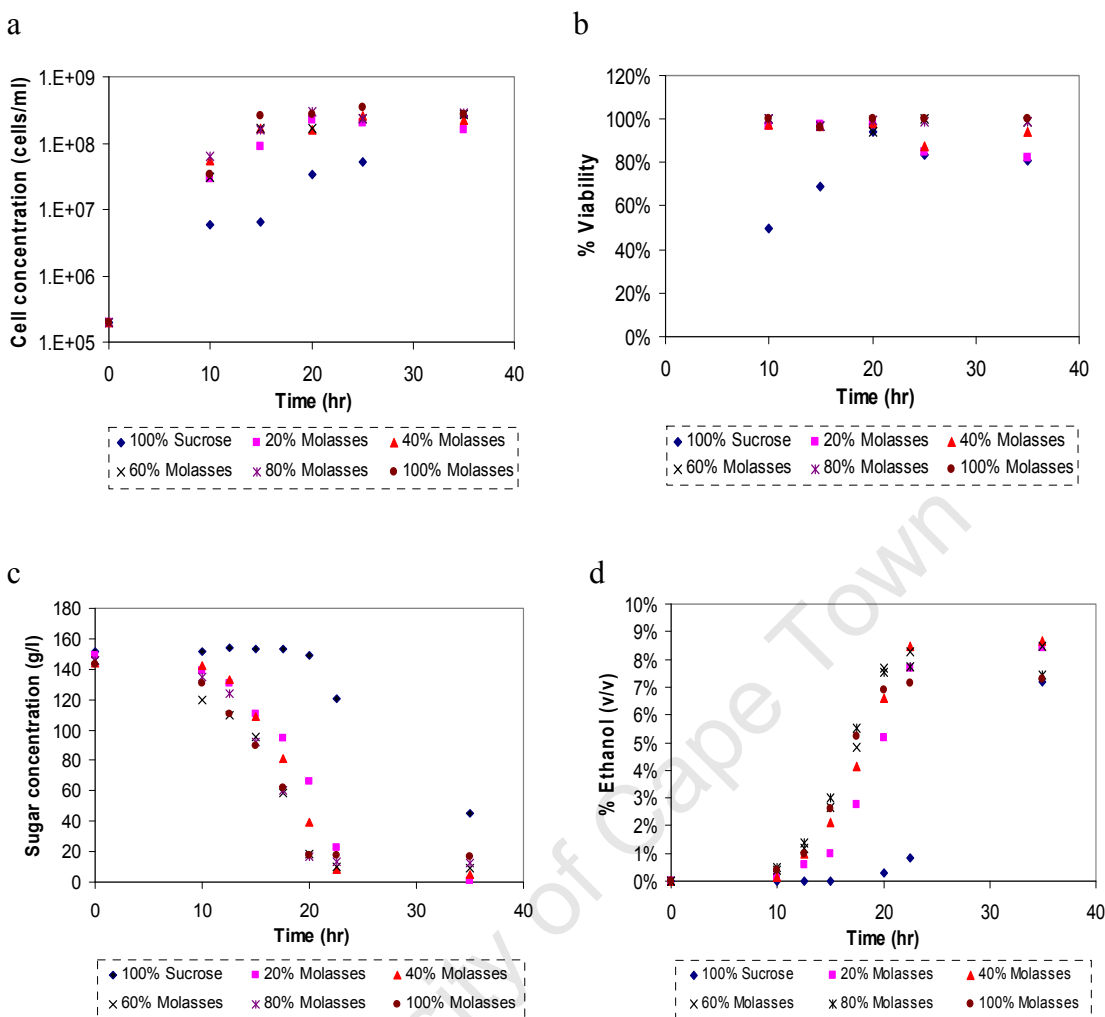 a
Cell concentration (cells/ml)
1.E+09
1.E+08
1.E+07
1.E+06
1.E+05
0 10 20 30 40
Time (hr)
100% Sucrose 20% Molasses 40% Molasses
60% Molasses 80% Molasses 100% Molasses
b
% Viability
120%
100%
80%
60%
40%
20%
0%
0 10 20 30 40
Time (hr)
100% Sucrose 20% Molasses 40% Molasses
60% Molasses 80% Molasses 100% Molasses
c
Sugar concentration (g/l)
180
160
140
120
100
80
60
40
20
0
0 10 20 30 40
Time (hr)
100% Sucrose 20% Molasses 40% Molasses
60% Molasses 80% Molasses 100% Molasses
d
% Ethanol (v/v)
10%
9%
8%
7%
6%
5%
4%
3%
2%
1%
0%
0 10 20 30 40
Time (hr)
100% Sucrose 20% Molasses 40% Molasses
60% Molasses 80% Molasses 100% Molasses
City of Cape Town